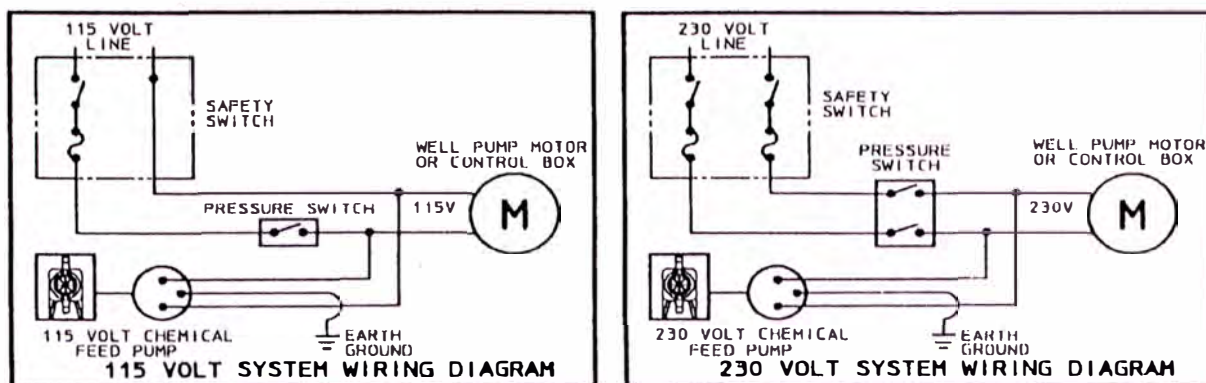 115 VOLT
LINE
SAFETY
SWITCH
WELL PUMP MOTOR
OR CONTROL BOX
PRESSURE SWITCH
115V
M
115 VOLT CHEMICAL
FEED PUMP
EARTH
GROUND
115 VOLT SYSTEM WIRING DIAGRAM
230 VOLT
LINE
SAFETY
SWITCH
PRESSURE
SWITCH
WELL PUMP MOTOR
OR CONTROL BOX
230V
M
230 VOLT CHEMICAL
FEED PUMP
EARTH
GROUND
230 VOLT SYSTEM WIRING DIAGRAM